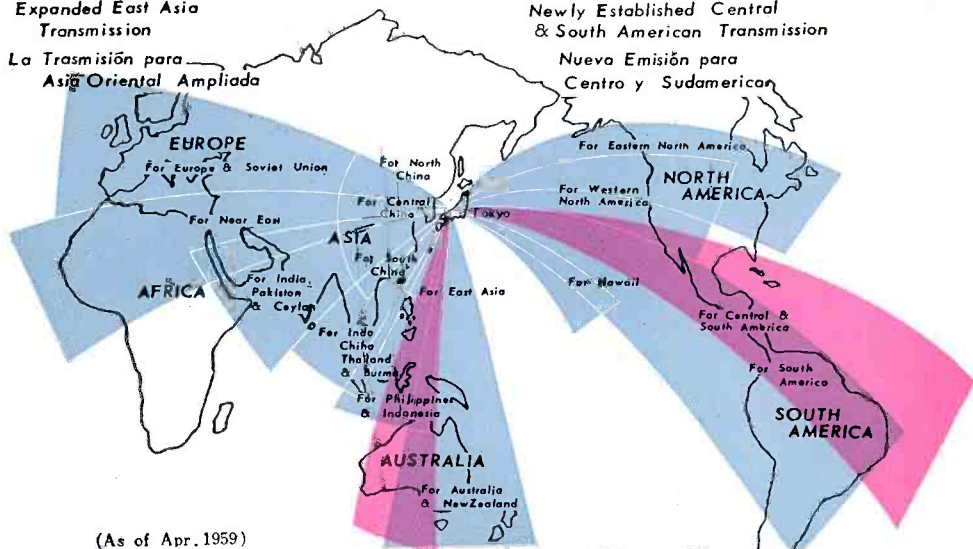 Expanded East Asia
Transmission
La Trasmisión para
Asia Oriental Ampliada
Newly Established Central
& South American Transmission
Nueva Emisión para
Centro y Sudamericas
EUROPE
For Europe & Soviet Union
For Near East
AFRICA
For India,
Pakistan
& Ceylon
ASIA
For North
China
For Central
China
For South
China
For Indo
China
Thailand
& Burma
For Philippines
& Indonesia
For East Asia
Tokyo
AUSTRALIA
For Australia
& NewZealand
For Eastern North America
For Western
North America
NORTH
AMERICA
For Hawaii
For Central &
South America
For South
America
SOUTH
AMERICA
(As of Apr.1959)